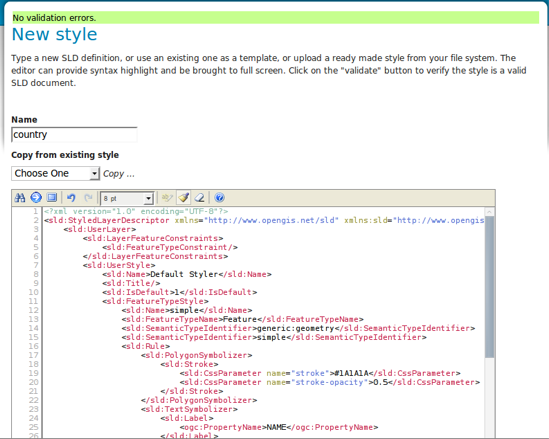 No validation errors.
New style
Type a new SLD definition, or use an existing one as a template, or upload a ready made style from your file system. The
editor can provide syntax highlight and be brought to full screen. Click on the "validate" button to verify the style is a valid
SLD document.
Name
country
Copy from existing style
Choose One Copy ...
8 pt
1 <?xml version="1.0" encoding="UTF-8"?>
2 <sld:StyledLayerDescriptor xmlns="http://www.opengis.net/sld" xmlns:sld="http://www.opengis
3 <sld:UserLayer>
4 <sld:LayerFeatureConstraints>
5 <sld:FeatureTypeConstraint/>
6 </sld:LayerFeatureConstraints>
7 <sld:UserStyle>
8 <sld:Name>Default Styler</sld:Name>
9 <sld:Title/>
10 <sld:IsDefault>1</sld:IsDefault>
11 <sld:FeatureTypeStyle>
12 <sld:Name>simple</sld:Name>
13 <sld:FeatureTypeName>Feature</sld:FeatureTypeName>
14 <sld:SemanticTypeIdentifier>generic:geometry</sld:SemanticTypeIdentifier>
15 <sld:SemanticTypeIdentifier>simple</sld:SemanticTypeIdentifier>
16 <sld:Rule>
17 <sld:PolygonSymbolizer>
18 <sld:Stroke>
19 <sld:CssParameter name="stroke">#1A1A1A</sld:CssParameter>
20 <sld:CssParameter name="stroke-opacity">0.5</sld:CssParameter>
21 </sld:Stroke>
22 </sld:PolygonSymbolizer>
23 <sld:TextSymbolizer>
24 <sld:Label>
25 <ogc:PropertyName>NAME</ogc:PropertyName>
26 </sld:Label>